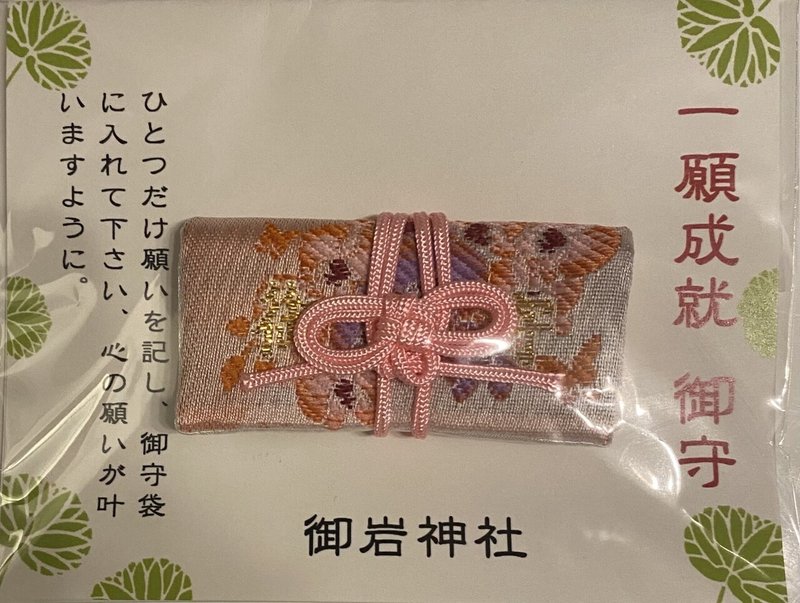 一願成就 御守
ひとつだけ願いを記し、御守袋
に入れて下さい、心の願いが叶
いますように。
御岩神社